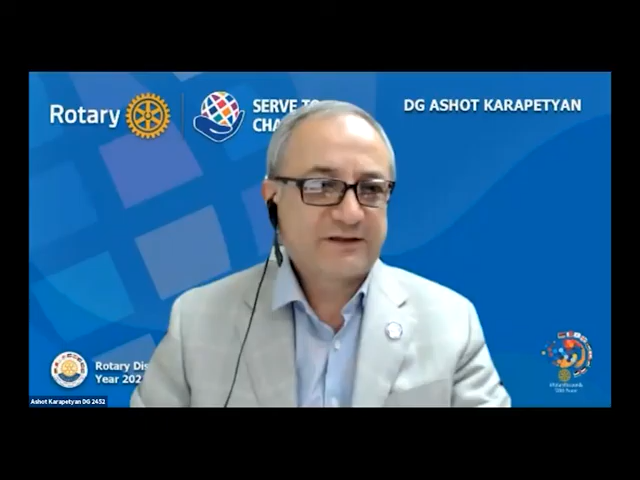 Rotary
SERVE TO
CHA
DG ASHOT KARAPETYAN
Rotary Dis
Year 202
Ashot Karapetyan DG 2452